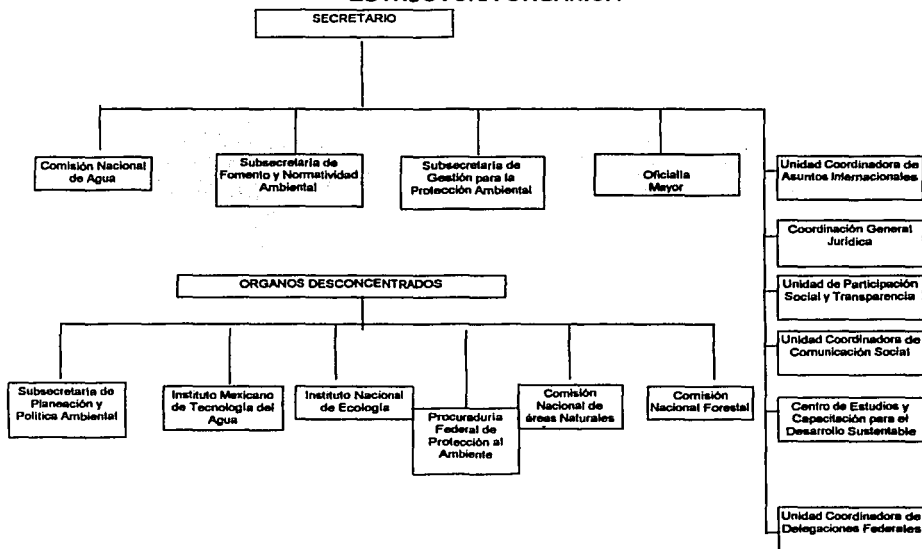 SECRETARIO
Comisión Nacional
de Agua
Subsecretaría de
Fomento y Normatividad
Ambiental
Subsecretaría de
Gestión para la
Protección Ambiental
Oficialla
Mayor
Unidad Coordinadora de
Asuntos Internacionales
Coordinación General
Jurídica
Unidad de Participación
Social y Transparencia
Unidad Coordinadora de
Comunicación Social
Centro de Estudios y
Capacitación para el
Desarrollo Sustentable
Unidad Coordinadora de
Delegaciones Federales
ORGANOS DESCONCENTRADOS
Subsecretaría de
Planeación y
Política Ambiental
Instituto Mexicano
de Tecnología del
Agua
Instituto Nacional
de Ecología
Procuraduría
Federal de
Protección al
Ambiente
Comisión
Nacional de
áreas Naturales
Comisión
Nacional Forestal